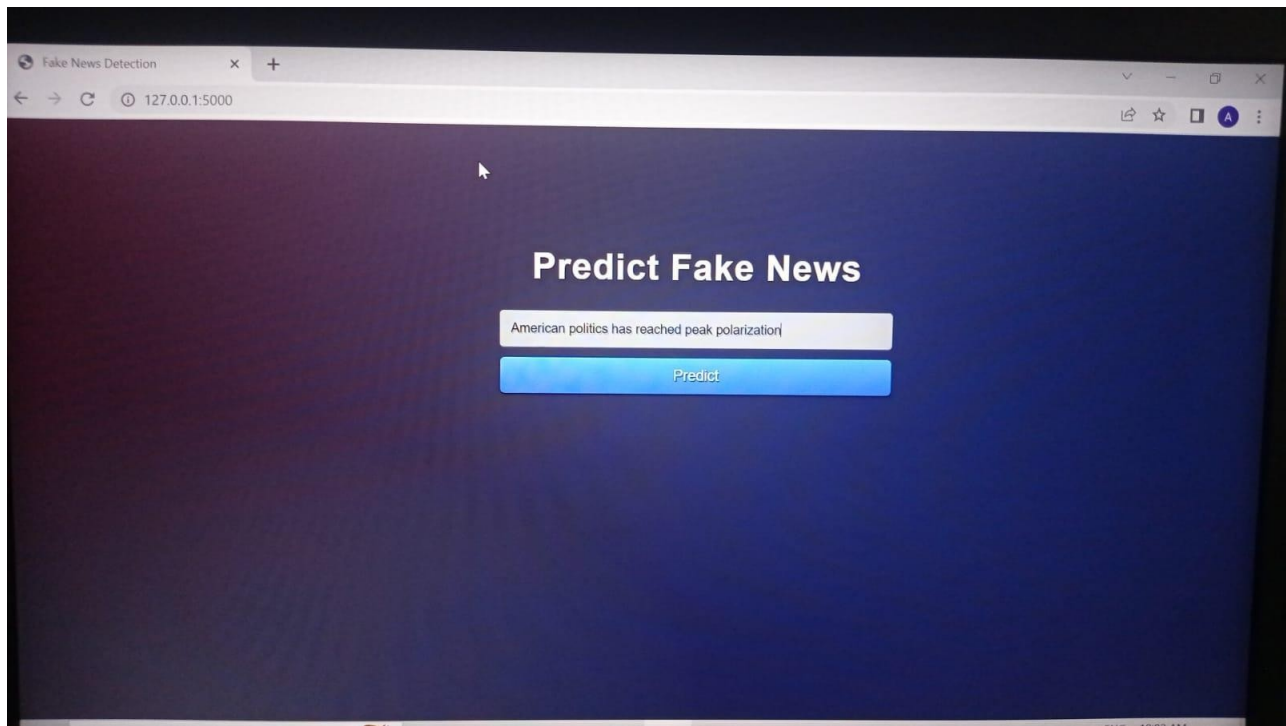 Fake News Detection
127.0.0.1:5000
A
Predict Fake News
American politics has reached peak polarization
Predict